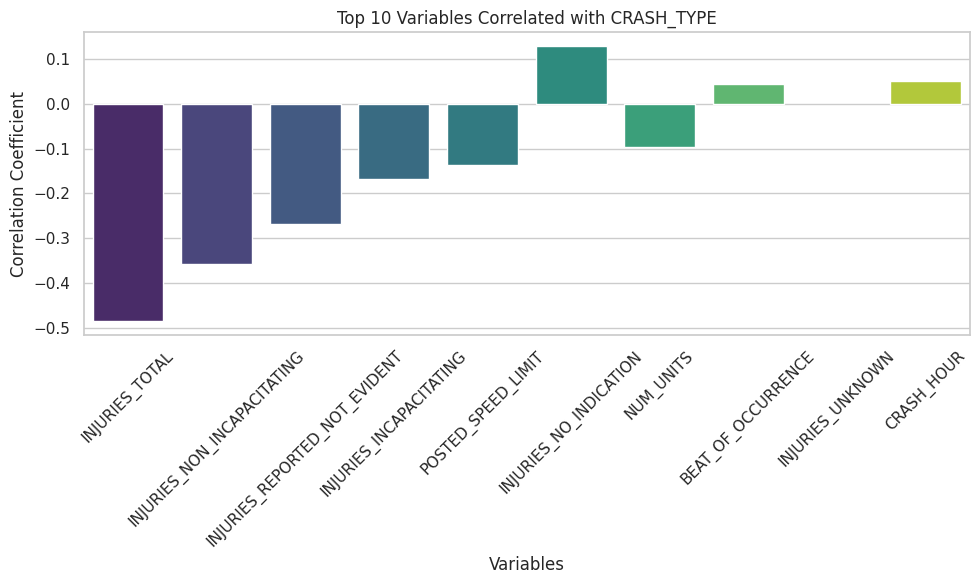 Top 10 Variables Correlated with CRASH_TYPE
Correlation Coefficient
0.1
0.0
−0.1
−0.2
−0.3
−0.4
−0.5
INJURIES_TOTAL
INJURIES_NON_INCAPACITATING
INJURIES_REPORTED_NOT_EVIDENT
INJURIES_INCAPACITATING
POSTED_SPEED_LIMIT
INJURIES_NO_INDICATION
NUM_UNITS
BEAT_OF_OCCURRENCE
INJURIES_UNKNOWN
CRASH_HOUR
Variables